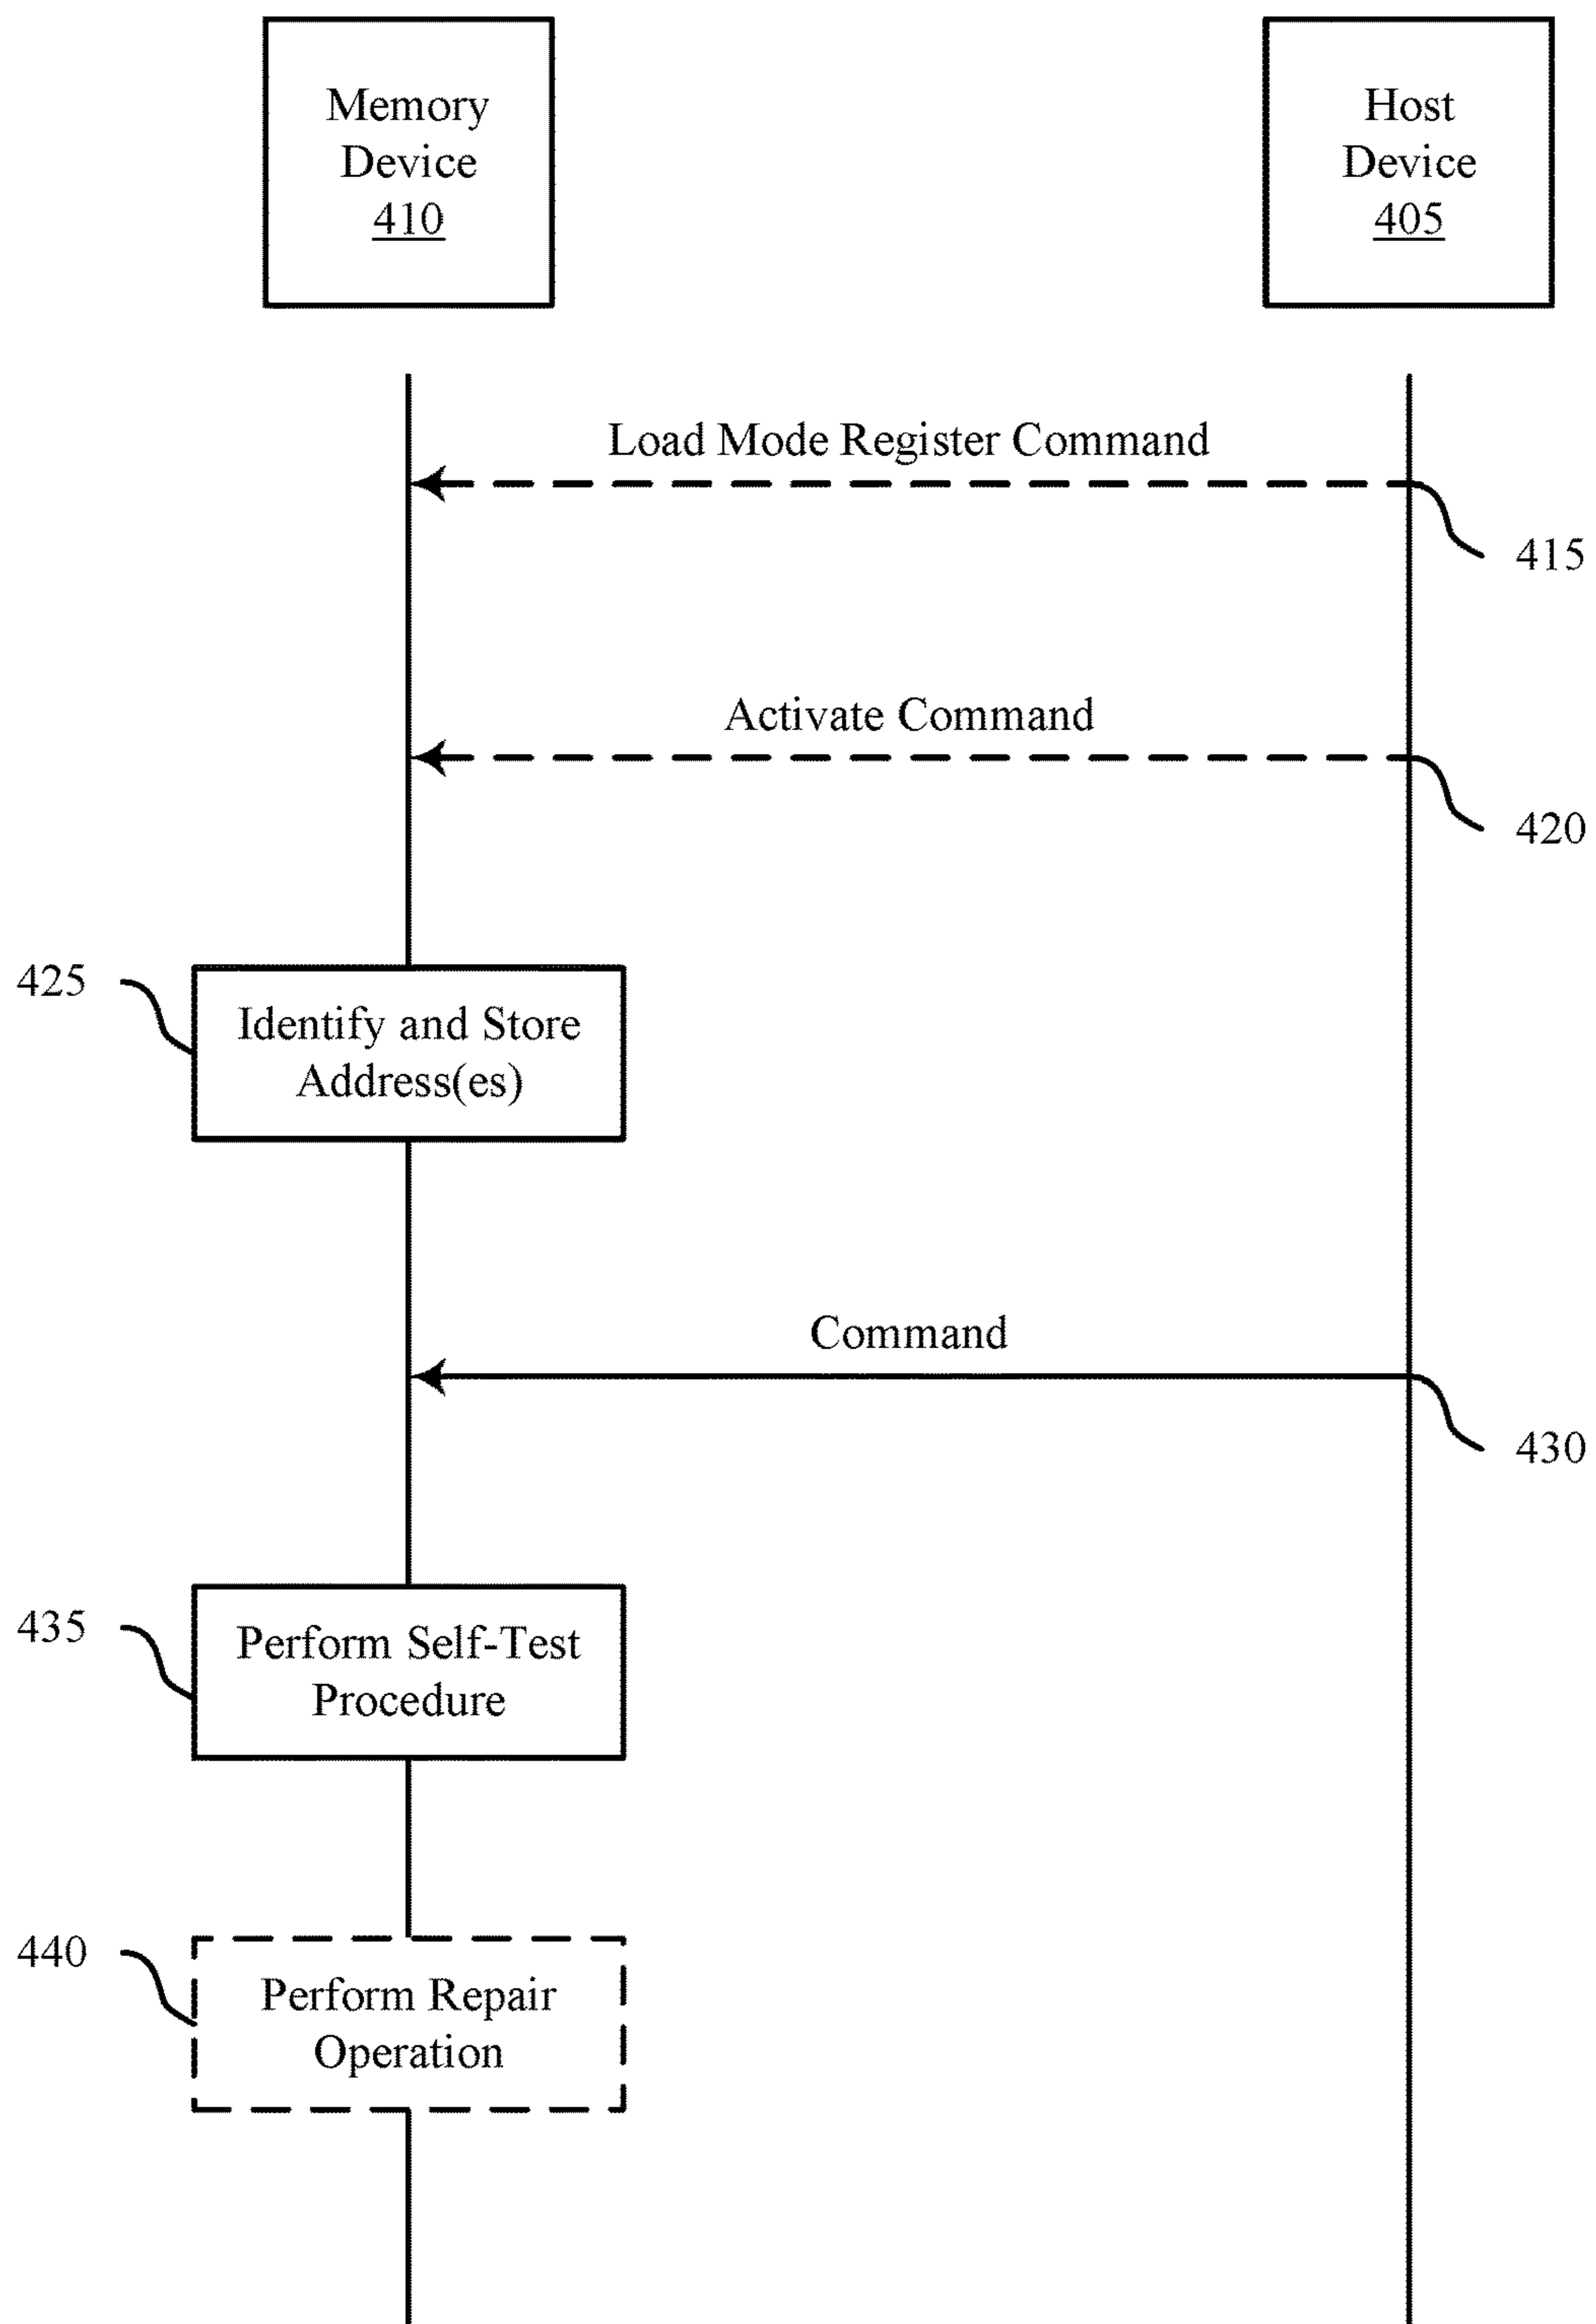 Memory
Device
410
Host
Device
405
Load Mode Register Command
415
Activate Command
420
425
Identify and Store
Address(es)
Command
430
435
Perform Self-Test
Procedure
440
Perform Repair
Operation